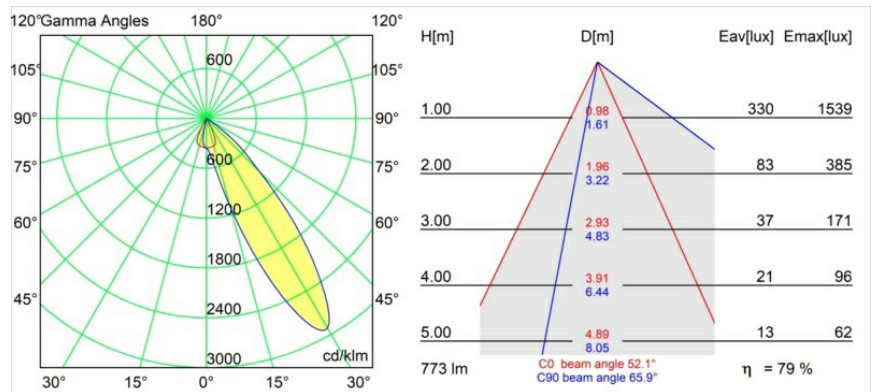 120° Gamma Angles 180° 120°
105° 600 105°
90° 90°
75° 600 75°
60° 1200 60°
1800
45° 2400 45°
3000 cd/klm
30° 15° 0° 15° 30°
H[m] D[m] Eav[lux] Emax[lux]
1.00 0.98 330 1539
1.61
2.00 1.96 83 385
3.22
3.00 2.93 37 171
4.83
4.00 3.91 21 96
6.44
5.00 4.89 13 62
8.05
773 lm C0 beam angle 52.1° η = 79 %
C90 beam angle 65.9°